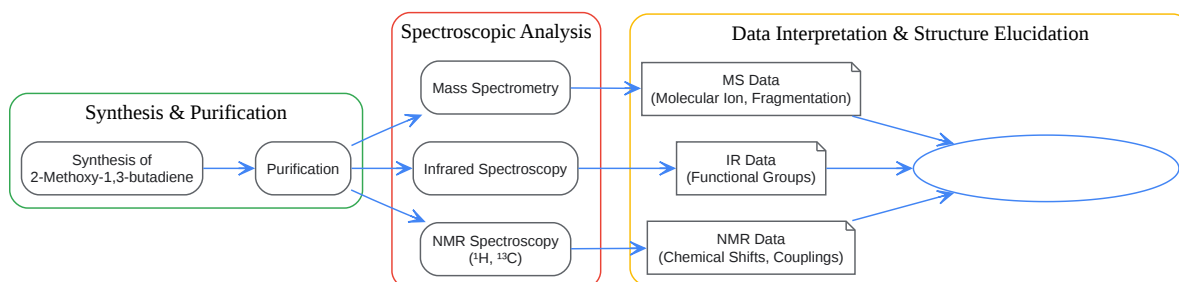 Synthesis & Purification
Synthesis of
2-Methoxy-1,3-butadiene
Purification
Spectroscopic Analysis
Mass Spectrometry
Infrared Spectroscopy
NMR Spectroscopy
(¹H, ¹³C)
Data Interpretation & Structure Elucidation
MS Data
(Molecular Ion, Fragmentation)
IR Data
(Functional Groups)
NMR Data
(Chemical Shifts, Couplings)